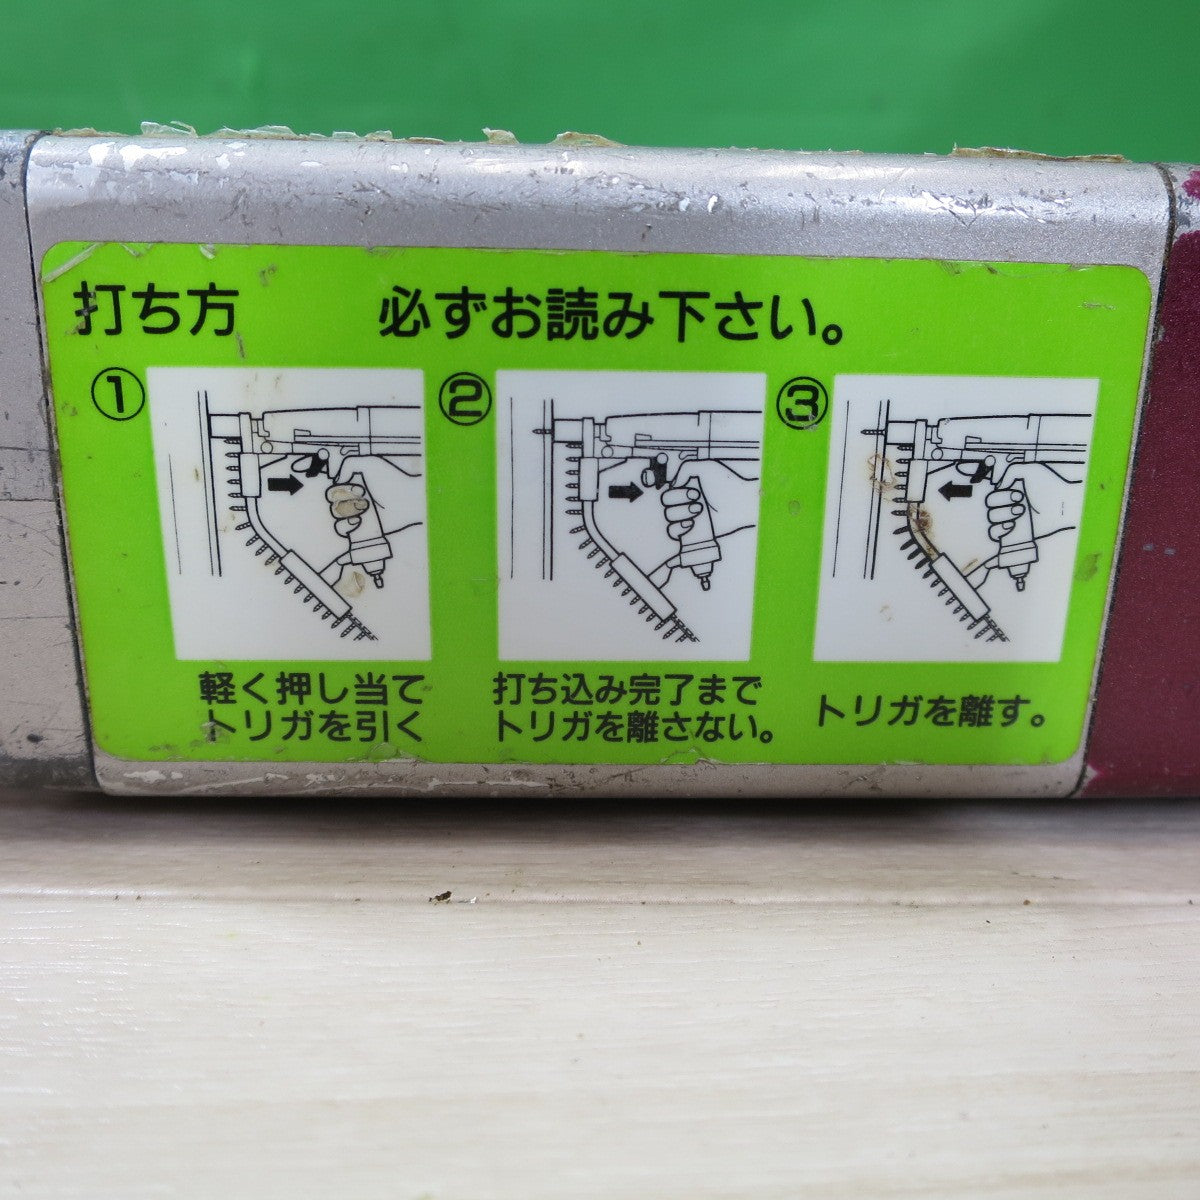 打ち方 必ずお読み下さい。
①
軽く押し当て
トリガを引く
②
打ち込み完了まで
トリガを離さない。
③
トリガを離す。